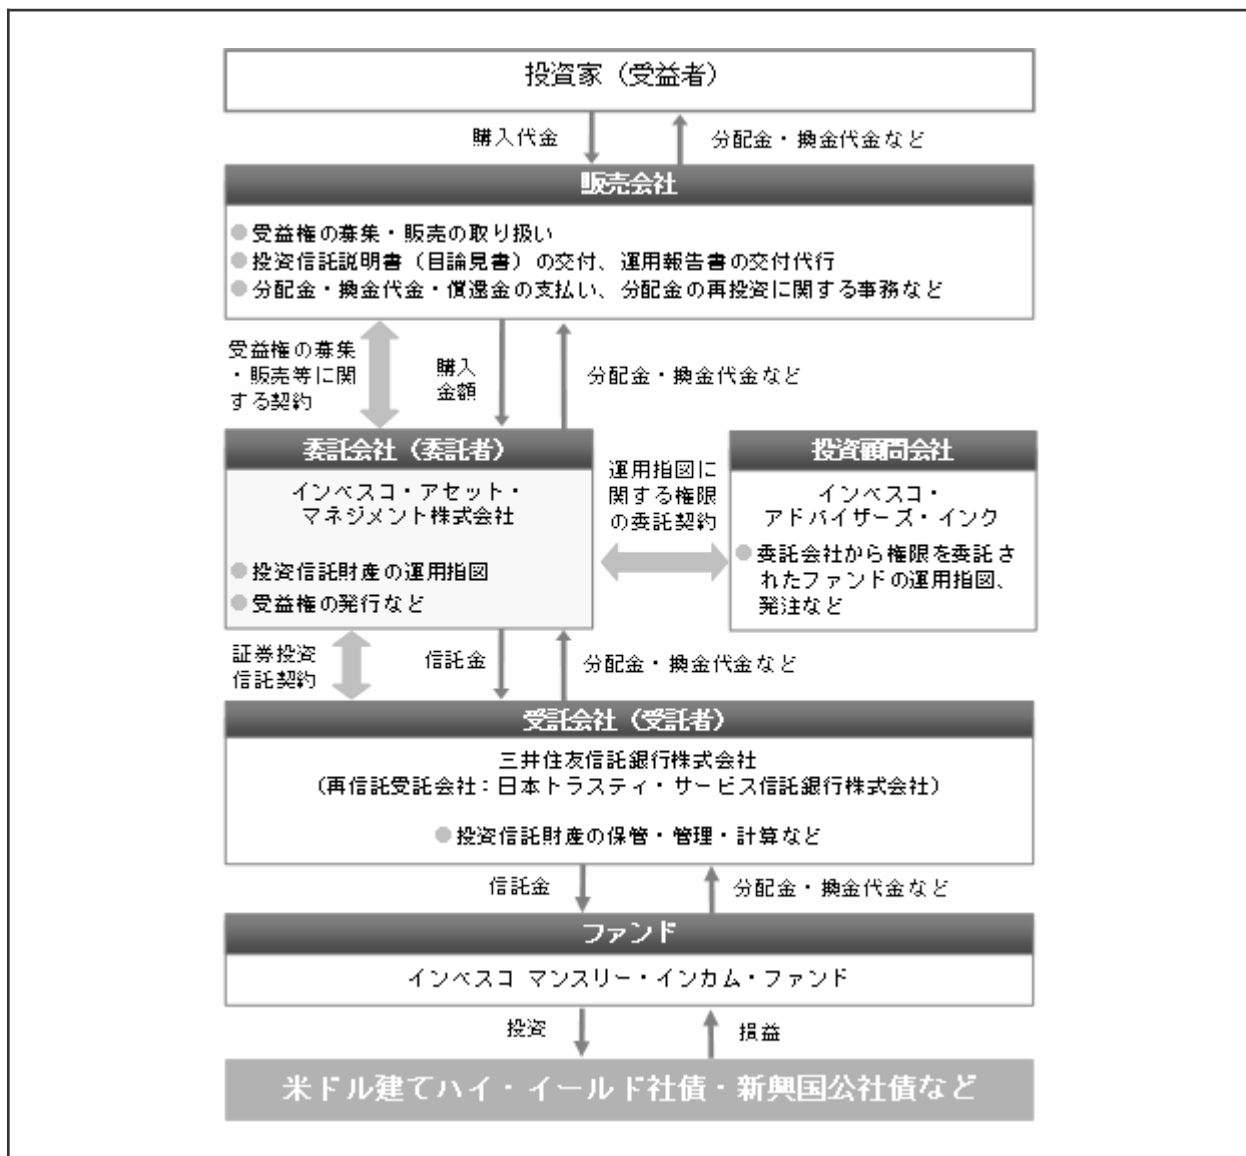 投資家（受益者）
購入代金
分配金・換金代金など
販売会社
●受益権の募集・販売の取り扱い
●投資信託説明書（目論見書）の交付、運用報告書の交付代行
●分配金・換金代金・償還金の支払い、分配金の再投資に関する事務など
受益権の募集
・販売等に関
する契約
購入
金額
分配金・換金代金など
委託会社（委託者）
インベスコ・アセット・
マネジメント株式会社
●投資信託財産の運用指図
●受益権の発行など
運用指図に
関する権限
の委託契約
投資顧問会社
インベスコ・
アドバイザーズ・インク
●委託会社から権限を委託さ
れたファンドの運用指図、
発注など
証券投資
信託契約
信託金
分配金・換金代金など
受託会社（受託者）
三井住友信託銀行株式会社
（再信託受託会社：日本トラスティ・サービス信託銀行株式会社）
●投資信託財産の保管・管理・計算など
信託金
分配金・換金代金など
ファンド
インベスコ マンスリー・インカム・ファンド
投資
損益
米ドル建てハイ・イールド社債・新興国公社債など